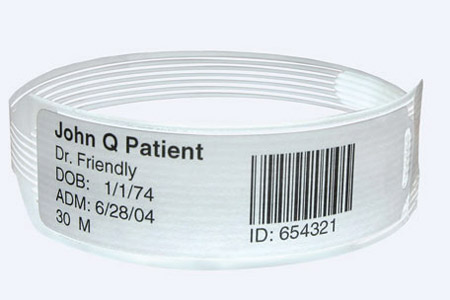 John Q Patient
Dr. Friendly
DOB: 1/1/74
ADM: 6/28/04
30 M
ID: 654321